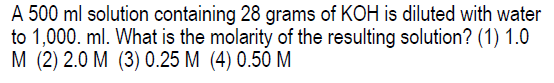 A 500 ml solution containing 28 grams of KOH is diluted with water
to 1,000. ml. What is the molarity of the resulting solution? (1) 1.0
M (2) 2.0 M (3) 0.25 M (4) 0.50 M